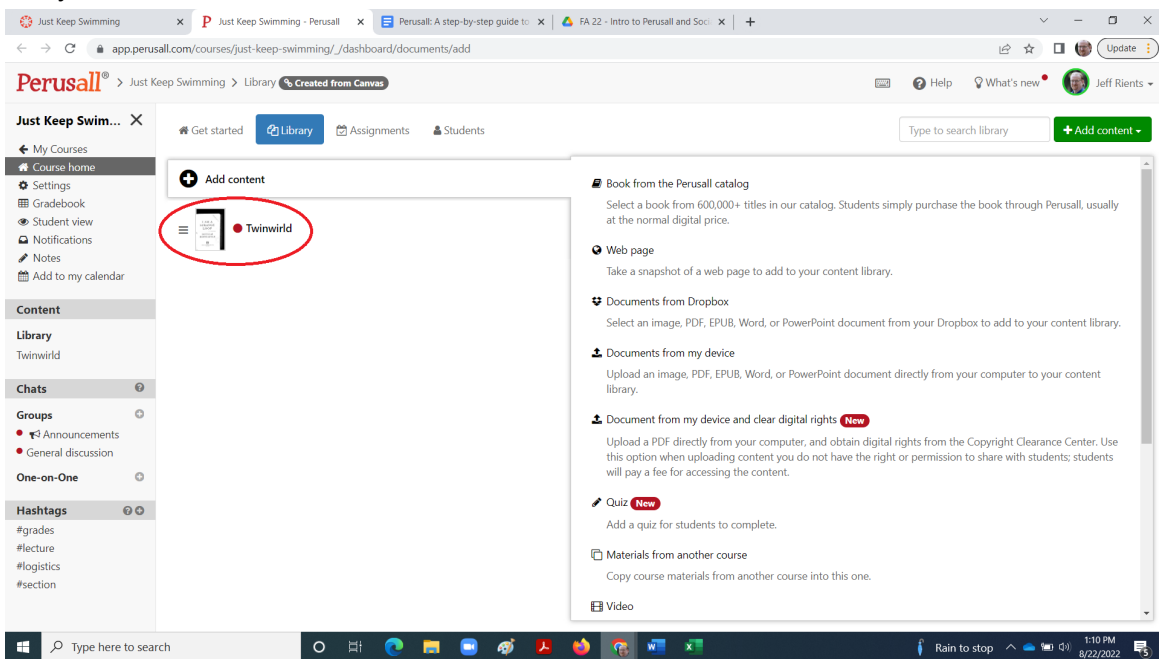 Just Keep Swimming
Just Keep Swimming - Perusall
Perusall: A step-by-step guide to
FA 22 - Intro to Perusall and Soci
app.perusall.com/courses/just-keep-swimming/_/dashboard/documents/add
Update
Perusall® > Just Keep Swimming > Library Created from Canvas
Help
What's new
Jeff Rients
Just Keep Swim...
My Courses
Course home
Settings
Gradebook
Student view
Notifications
Notes
Add to my calendar
Content
Library
Twinwirld
Chats
Groups
Announcements
General discussion
One-on-One
Hashtags
#grades
#lecture
#logistics
#section
Get started
Library
Assignments
Students
Type to search library
Add content
Add content
Twinwirld
Book from the Perusall catalog
Select a book from 600,000+ titles in our catalog. Students simply purchase the book through Perusall, usually
at the normal digital price.
Web page
Take a snapshot of a web page to add to your content library.
Documents from Dropbox
Select an image, PDF, EPUB, Word, or PowerPoint document from your Dropbox to add to your content library.
Documents from my device
Upload an image, PDF, EPUB, Word, or PowerPoint document directly from your computer to your content
library.
Document from my device and clear digital rights New
Upload a PDF directly from your computer, and obtain digital rights from the Copyright Clearance Center. Use
this option when uploading content you do not have the right or permission to share with students; students
will pay a fee for accessing the content.
Quiz New
Add a quiz for students to complete.
Materials from another course
Copy course materials from another course into this one.
Video
Type here to search
Rain to stop
1:10 PM
8/22/2022
5